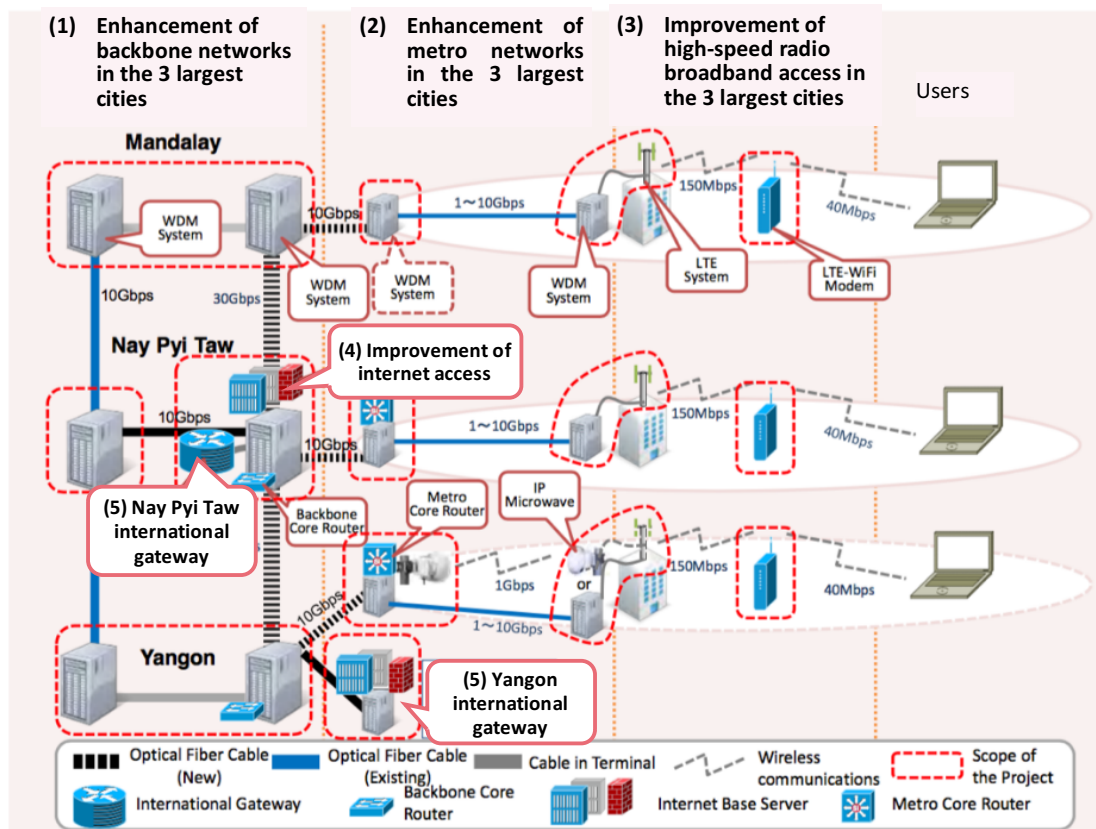 (1) Enhancement of
backbone networks
in the 3 largest
cities
(2) Enhancement of
metro networks
in the 3 largest
cities
(3) Improvement of
high-speed radio
broadband access in
the 3 largest cities
Users
Mandalay
WDM
System
WDM
System
10Gbps
WDM
System
1~10Gbps
WDM
System
LTE
System
150Mbps
LTE-WiFi
Modem
40Mbps
10Gbps
30Gbps
Nay Pyi Taw
(4) Improvement of
internet access
10Gbps
10Gbps
1~10Gbps
150Mbps
40Mbps
(5) Nay Pyi Taw
international
gateway
Backbone
Core Router
Metro
Core Router
IP
Microwave
1Gbps
or
150Mbps
40Mbps
10Gbps
1~10Gbps
Yangon
(5) Yangon
international
gateway
Optical Fiber Cable
(New)
Optical Fiber Cable
(Existing)
Cable in Terminal
Wireless
communications
Scope of
the Project
International Gateway
Backbone Core
Router
Internet Base Server
Metro Core Router